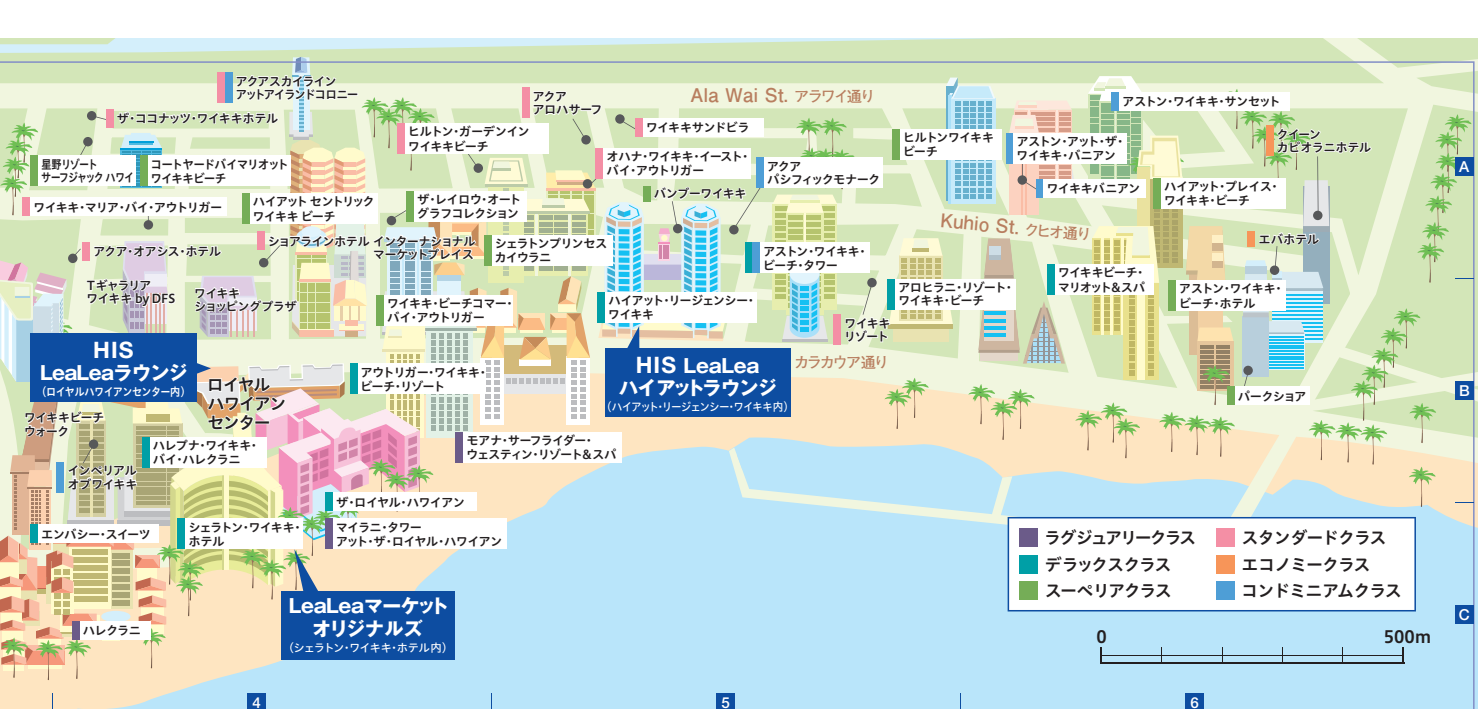 アクアスカイライン
アットアイランドコロニー
ザ・ココナッツ・ワイキキホテル
星野リゾート
サーフジャック ハワイ
コートヤードバイマリオット
ワイキキビーチ
ワイキキ・マリア・バイ・アウトリガー
ハイアット セントリック
ワイキキ ビーチ
アクア・オアシス・ホテル
ショアラインホテル
Tギャラリア
ワイキキ by DFS
ワイキキ
ショッピングプラザ
ヒルトン・ガーデンイン
ワイキキビーチ
アクア
アロハサーフ
ワイキキサンドビラ
Ala Wai St. アラワイ通り
オハナ・ワイキキ・イースト・
バイ・アウトリガー
アクア
パシフィックモナーク
バンブーワイキキ
ザ・レイロウ・オート
グラフコレクション
インターナショナル
マーケットプレイス
シェラトンプリンセス
カイウラニ
ワイキキ・ビーチコマー・
バイ・アウトリガー
ハイアット・リージェンシー・
ワイキキ
アストン・ワイキキ・
ビーチ・タワー
ワイキキ
リゾート
ヒルトンワイキキ
ビーチ
アストン・ワイキキ・サンセット
アストン・アット・ザ・
ワイキキ・バニアン
ワイキキバニアン
クイーン
カピオラニホテル
ハイアット・プレイス・
ワイキキ・ビーチ
Kuhio St. クヒオ通り
エバホテル
アロヒラニ・リゾート・
ワイキキ・ビーチ
ワイキキビーチ・
マリオット&スパ
アストン・ワイキキ・
ビーチ・ホテル
カラカウア通り
パークショア
HIS
LeaLeaラウンジ
(ロイヤルハワイアンセンター内)
ロイヤル
ハワイアン
センター
アウトリガー・ワイキキ・
ビーチ・リゾート
HIS LeaLea
ハイアットラウンジ
(ハイアット・リージェンシー・ワイキキ内)
ワイキキビーチ
ウォーク
ハレプナ・ワイキキ・
バイ・ハレクラニ
インペリアル
オブワイキキ
モアナ・サーフライダー・
ウェスティン・リゾート&スパ
ザ・ロイヤル・ハワイアン
エンバシー・スイーツ
シェラトン・ワイキキ・
ホテル
マイラニ・タワー
アット・ザ・ロイヤル・ハワイアン
LeaLeaマーケット
オリジナルズ
(シェラトン・ワイキキ・ホテル内)
ハレクラニ
ラグジュアリークラス
スタンダードクラス
デラックスクラス
エコノミークラス
スーペリアクラス
コンドミニアムクラス
0 500m
A
B
C
4 5 6